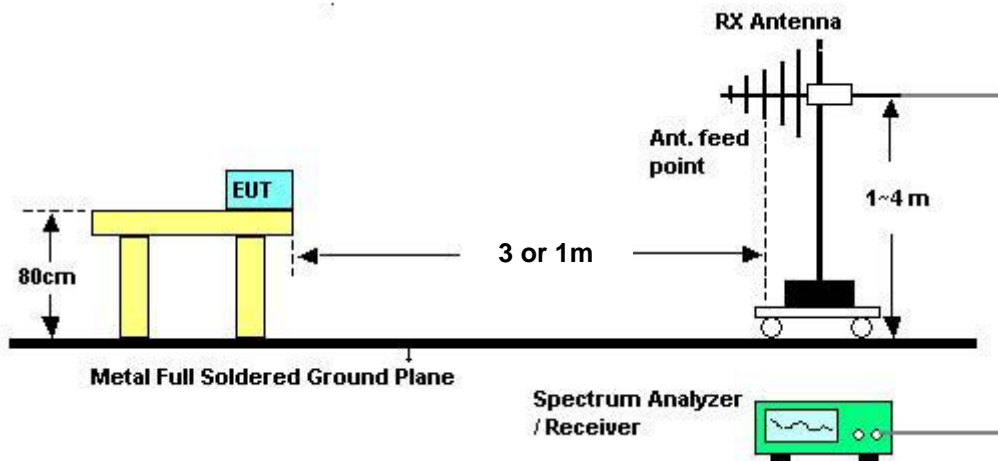 RX Antenna
Ant. feed
point
EUT
1~4 m
3 or 1m
80cm
Metal Full Soldered Ground Plane
Spectrum Analyzer
/ Receiver